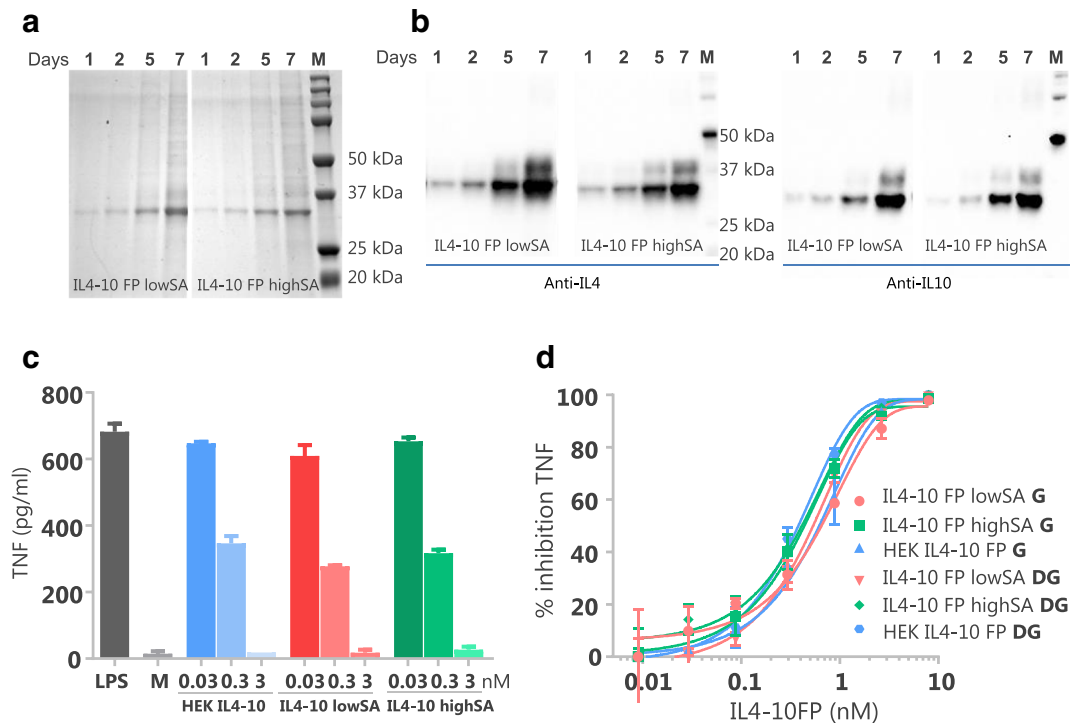 a
Days 1 2 5 7 1 2 5 7 M
50 kDa
37 kDa
25 kDa
20 kDa
IL4-10 FP lowSA IL4-10 FP highSA
b
Days 1 2 5 7 1 2 5 7 M 1 2 5 7 1 2 5 7 M
50 kDa
37 kDa
25 kDa
20 kDa
IL4-10 FP lowSA IL4-10 FP highSA IL4-10 FP lowSA IL4-10 FP highSA
Anti-IL4 Anti-IL10
c
TNF (pg/ml)
800
600
400
200
0
LPS M 0.03 0.3 3 0.03 0.3 3 0.03 0.3 3 nM
HEK IL4-10 IL4-10 lowSA IL4-10 highSA
d
% inhibition TNF
100
80
60
40
20
0
IL4-10 FP lowSA G
IL4-10 FP highSA G
HEK IL4-10 FP G
IL4-10 FP lowSA DG
IL4-10 FP highSA DG
HEK IL4-10 FP DG
0.01 0.1 1 10
IL4-10FP (nM)